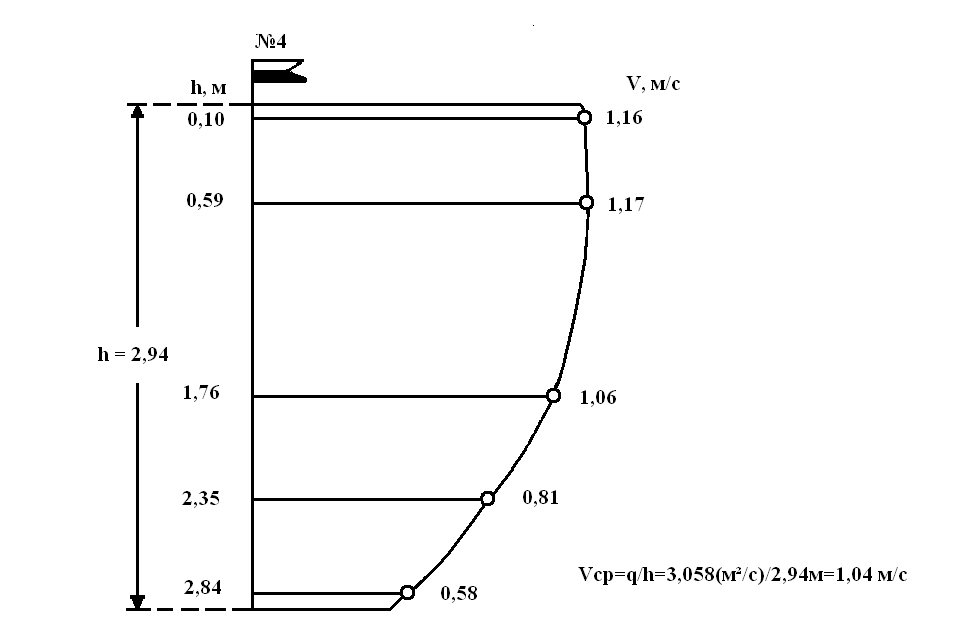 №4
h, м
V, м/с
0,10
1,16
0,59
1,17
h = 2,94
1,76
1,06
2,35
0,81
2,84
0,58
Vcp=q/h=3,058(м²/с)/2,94м=1,04 м/с